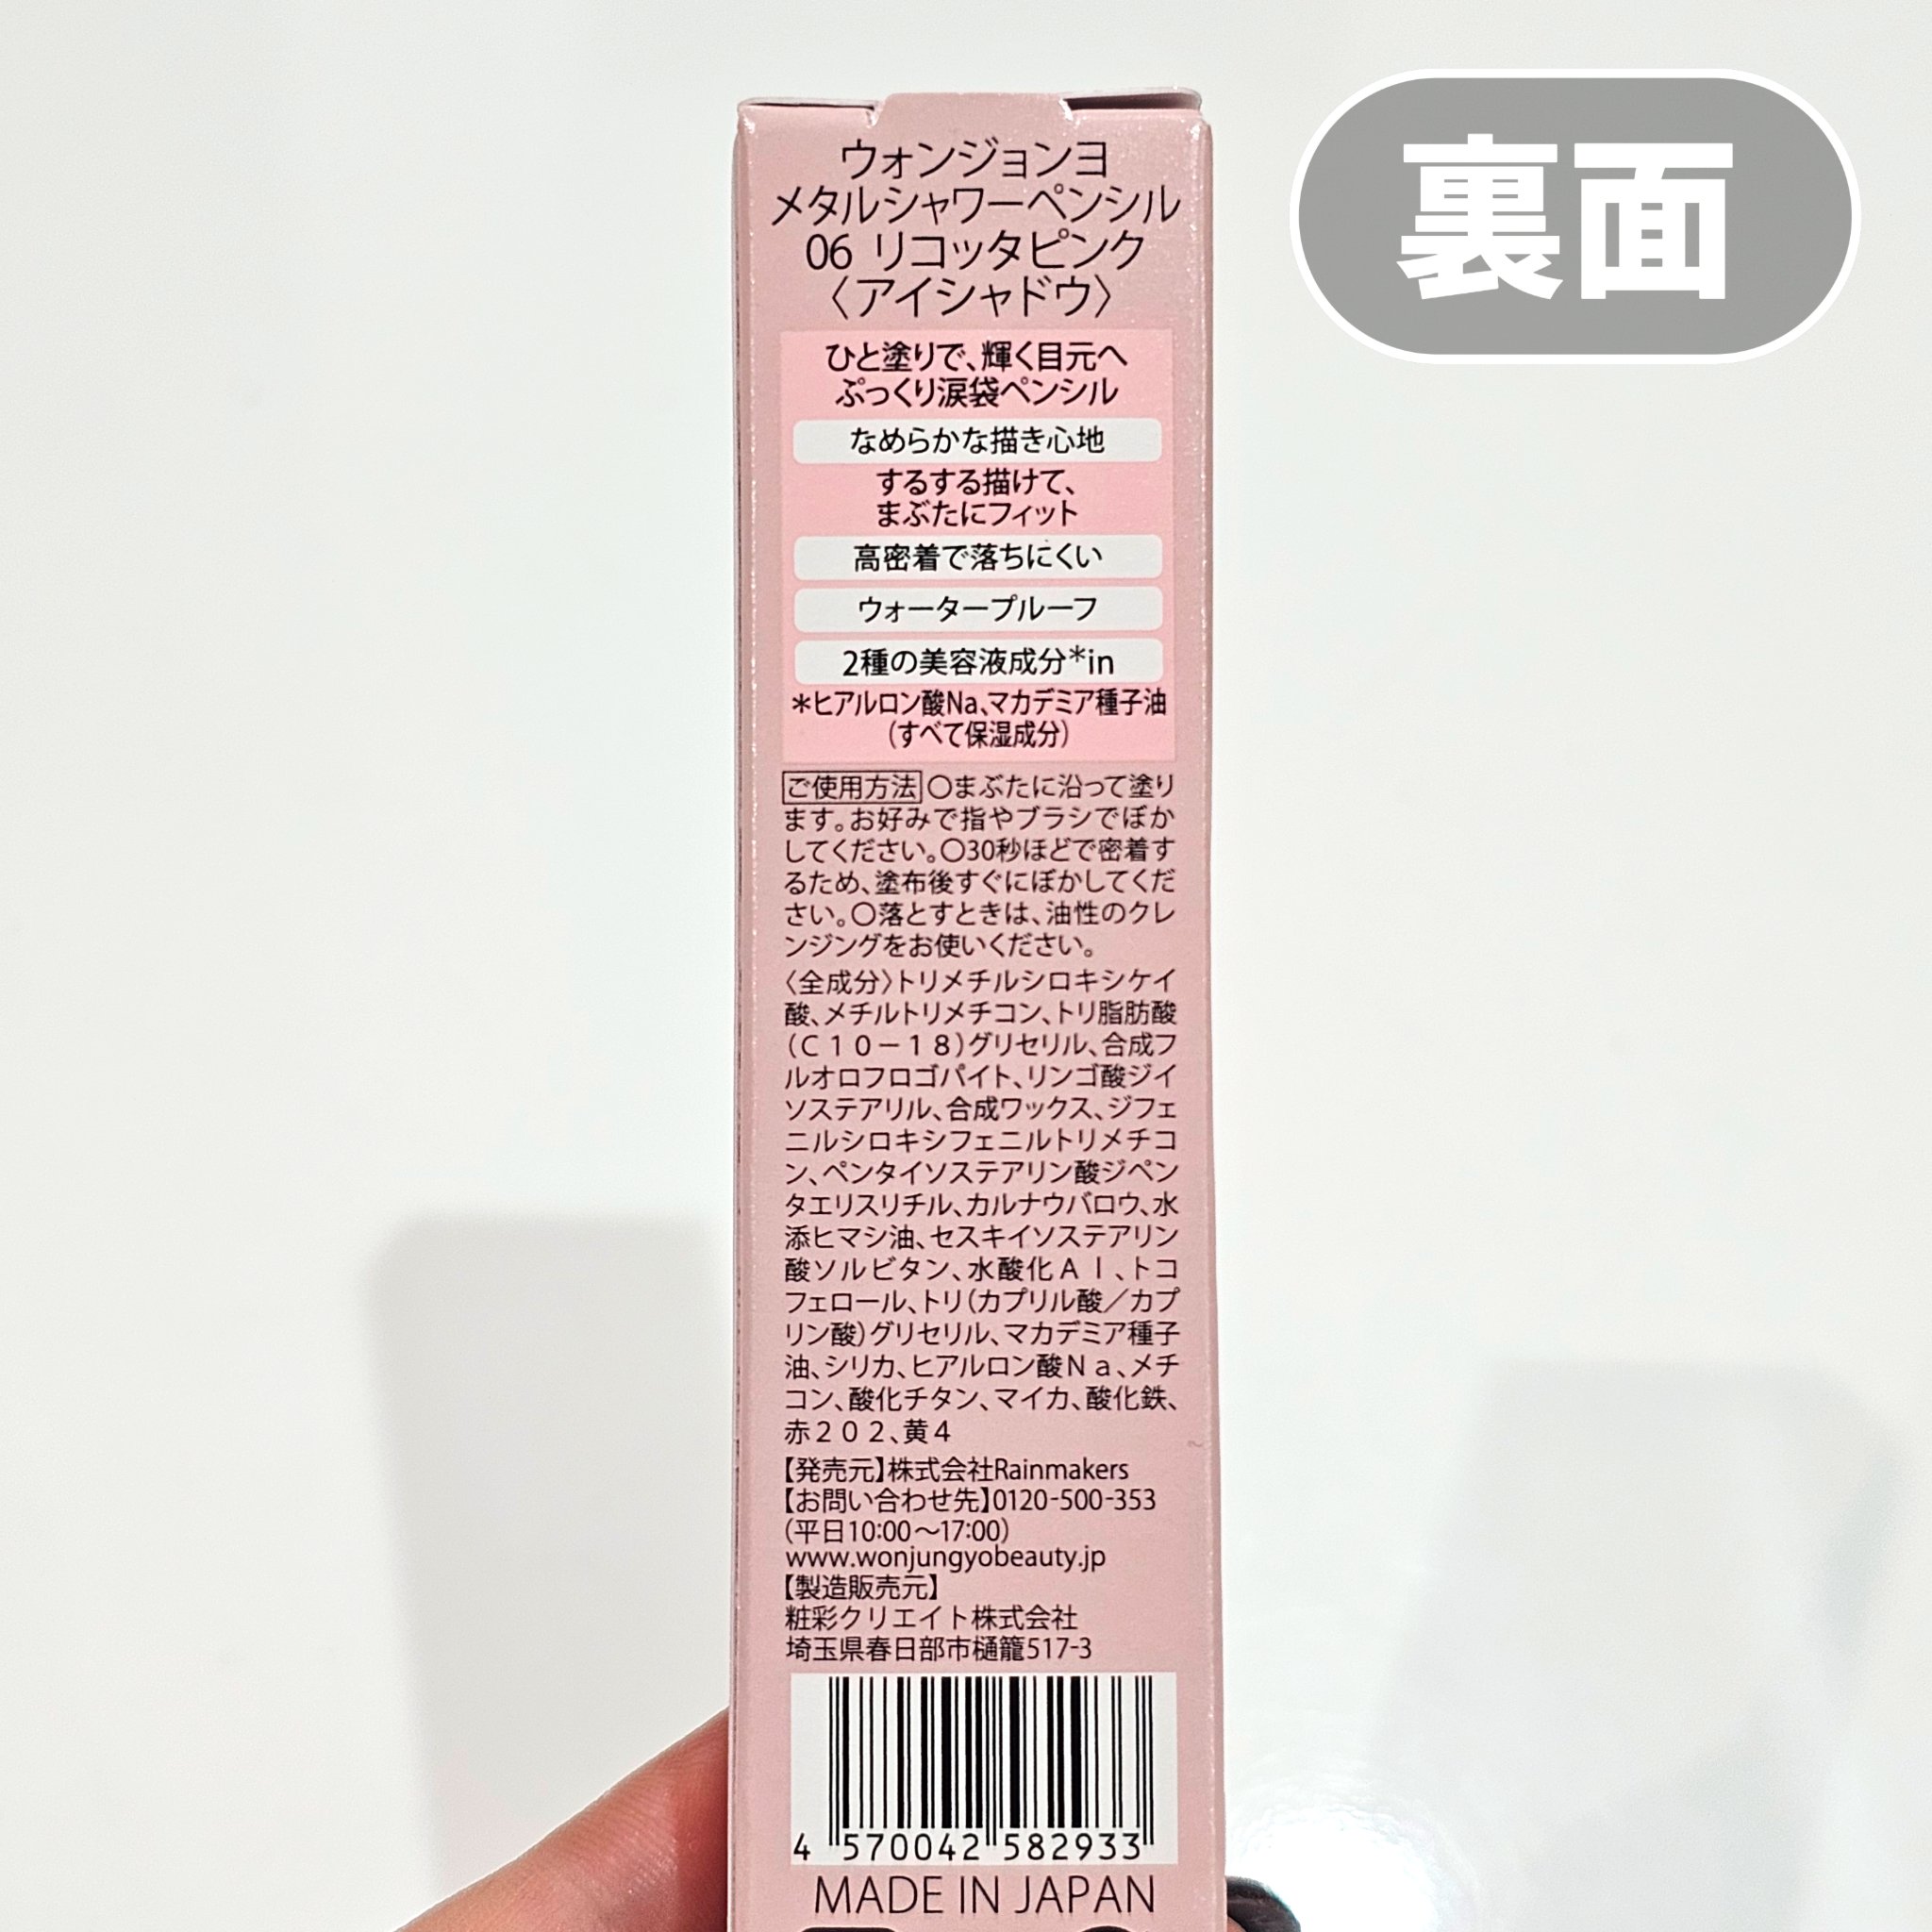 裏面
ウォンジョンヨ
メタルシャワーペンシル
06 リコッタピンク
〈アイシャドウ〉
ひと塗りで、輝く目元へ
ぷっくり涙袋ペンシル
なめらかな描き心地
するする描けて、
まぶたにフィット
高密着で落ちにくい
ウォータープルーフ
2種の美容液成分*in
*ヒアルロン酸Na、マカデミア種子油
(すべて保湿成分)
ご使用方法 〇まぶたに沿って塗り
ます。お好みで指やブラシでぼか
してください。〇30秒ほどで密着す
るため、塗布後すぐにぼかしてくだ
さい。〇落とすときは、油性のクレ
ンジングをお使いください。
〈全成分〉トリメチルシロキシケイ
酸、メチルトリメチコン、トリ脂肪酸
(C10-18)グリセリル、合成フ
ルオロフロゴパイト、リンゴ酸ジイ
ソステアリル、合成ワックス、ジフェ
ニルシロキシフェニルトリメチコ
ン、ペンタイソステアリン酸ジペン
タエリスリチル、カルナウバロウ、水
添ヒマシ油、セスキイソステアリン
酸ソルビタン、水酸化Al、トコ
フェロール、トリ(カプリル酸/カプ
リン酸)グリセリル、マカデミア種子
油、シリカ、ヒアルロン酸Na、メチ
コン、酸化チタン、マイカ、酸化鉄、
赤202、黄4
【発売元】株式会社Rainmakers
【お問い合わせ先】0120-500-353
(平日10:00～17:00)
www.wonjungyobeauty.jp
【製造販売元】
粧彩クリエイト株式会社
埼玉県春日部市樋籠517-3
4 570042 582933
MADE IN JAPAN